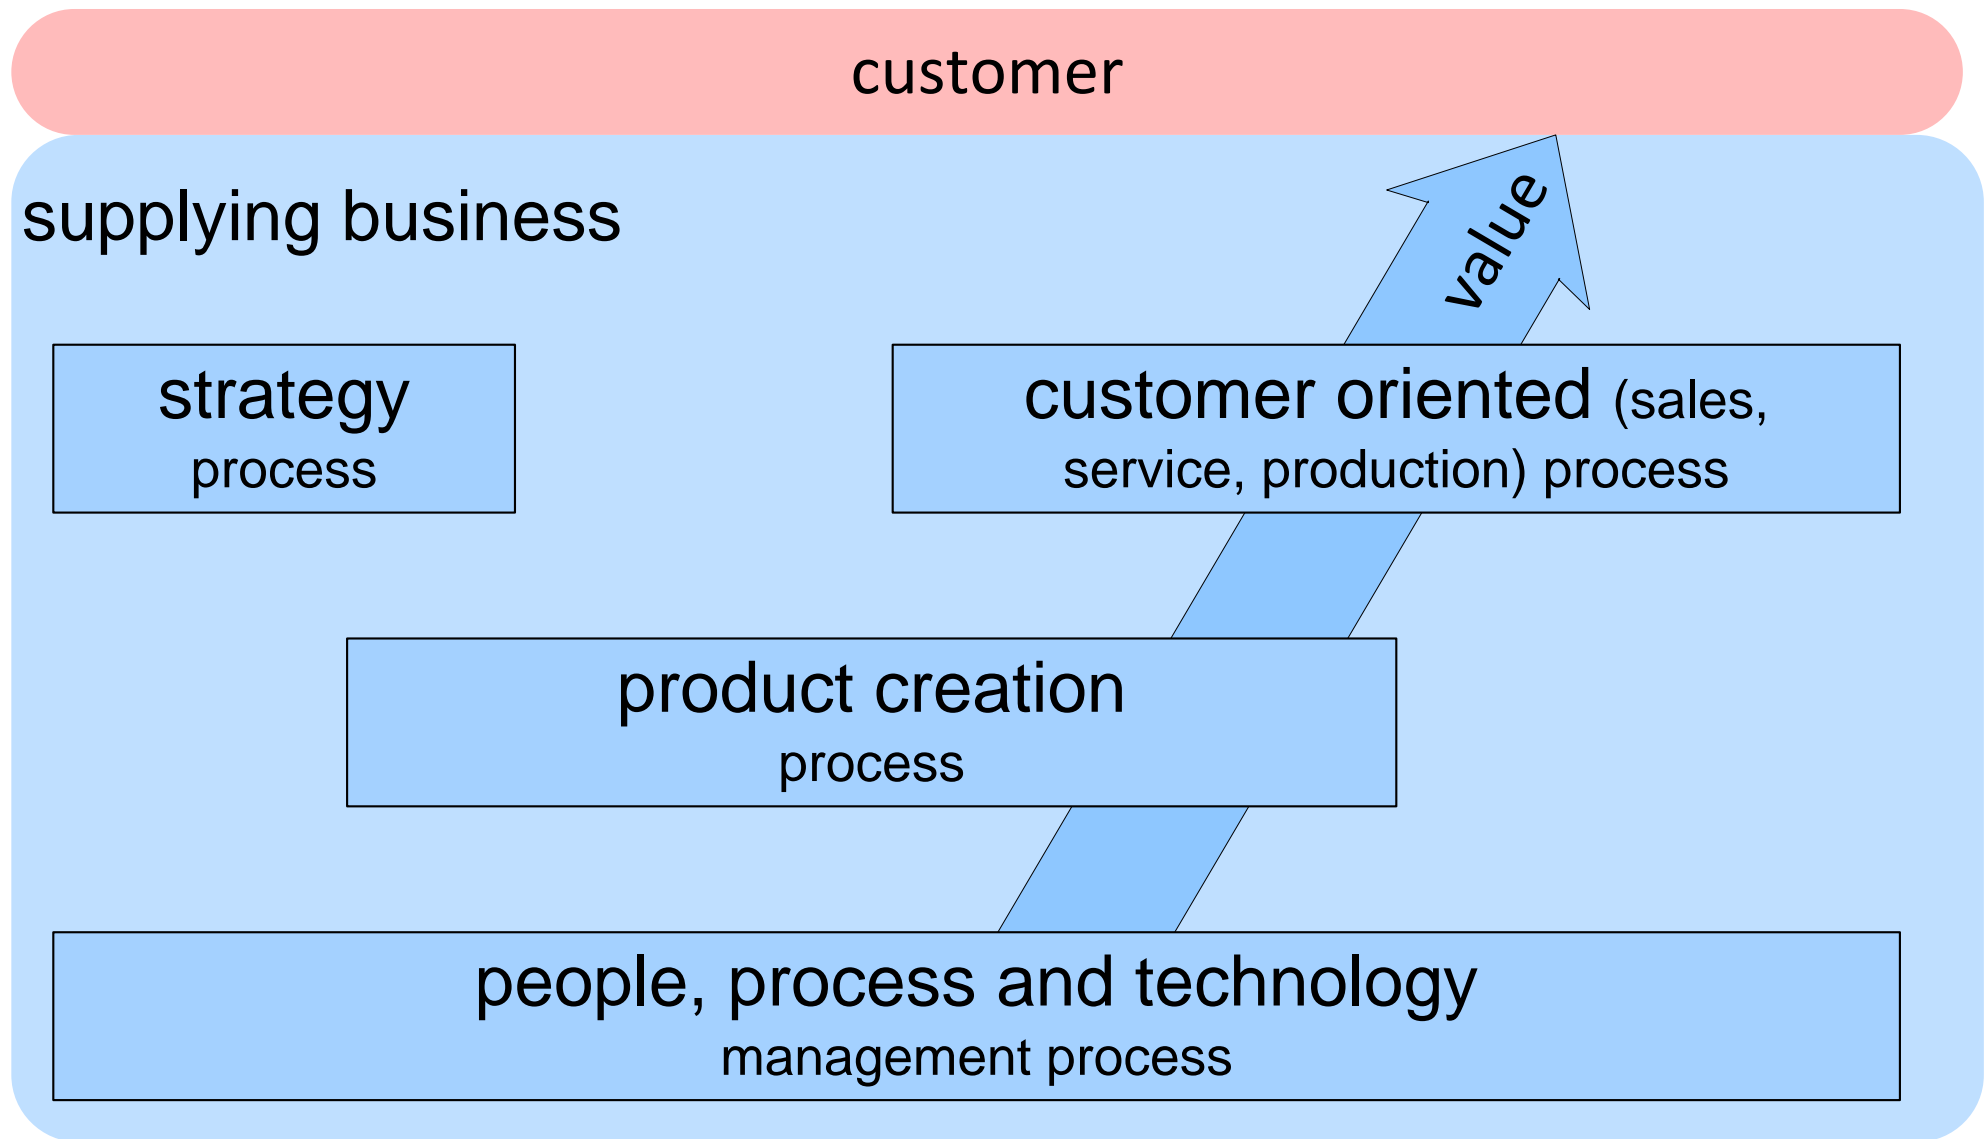 customer
supplying business
value
strategy
process
customer oriented (sales,
service, production) process
product creation
process
people, process and technology
management process